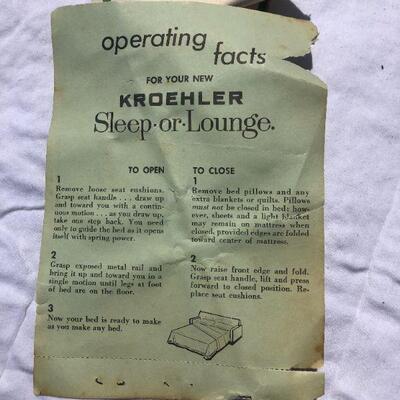 operating
facts
FOR YOUR NEW
KROEHLER
Sleep-or-Lounge.
TO OPEN
1
Remove loose seat cushions.
Grasp seat handle . . . draw up
and toward you with a contin-
uous motion . . . as you draw up,
take one step back. You need
only to guide the bed as it opens
itself with spring power.
2
Grasp exposed metal rail and
bring it up and toward you in a
single motion until legs at foot
of bed are on the floor.
3
Now your bed is ready to make
as you make any bed.
TO CLOSE
1
Remove bed pillows and any
extra blankets or quilts. Pillows
must not be closed in bed: how-
ever, sheets and a light blanket
may remain on mattress when
closed, provided edges are folded
toward center of mattress.
2
Now raise front edge and fold.
Grasp seat handle, lift and press
forward to closed position. Re-
place seat cushions.